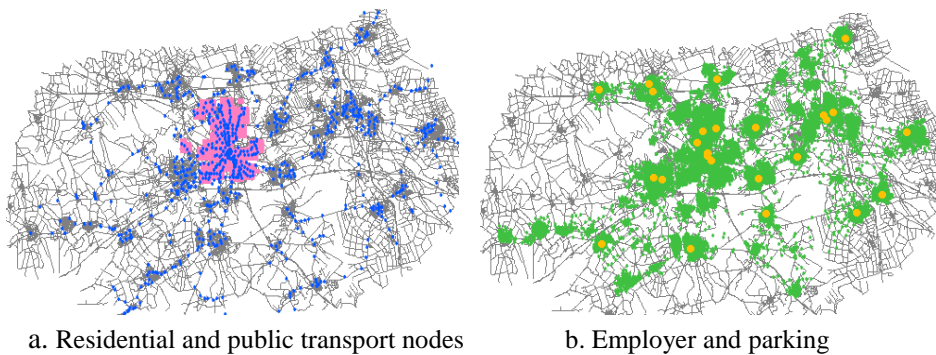 a. Residential and public transport nodes
b. Employer and parking